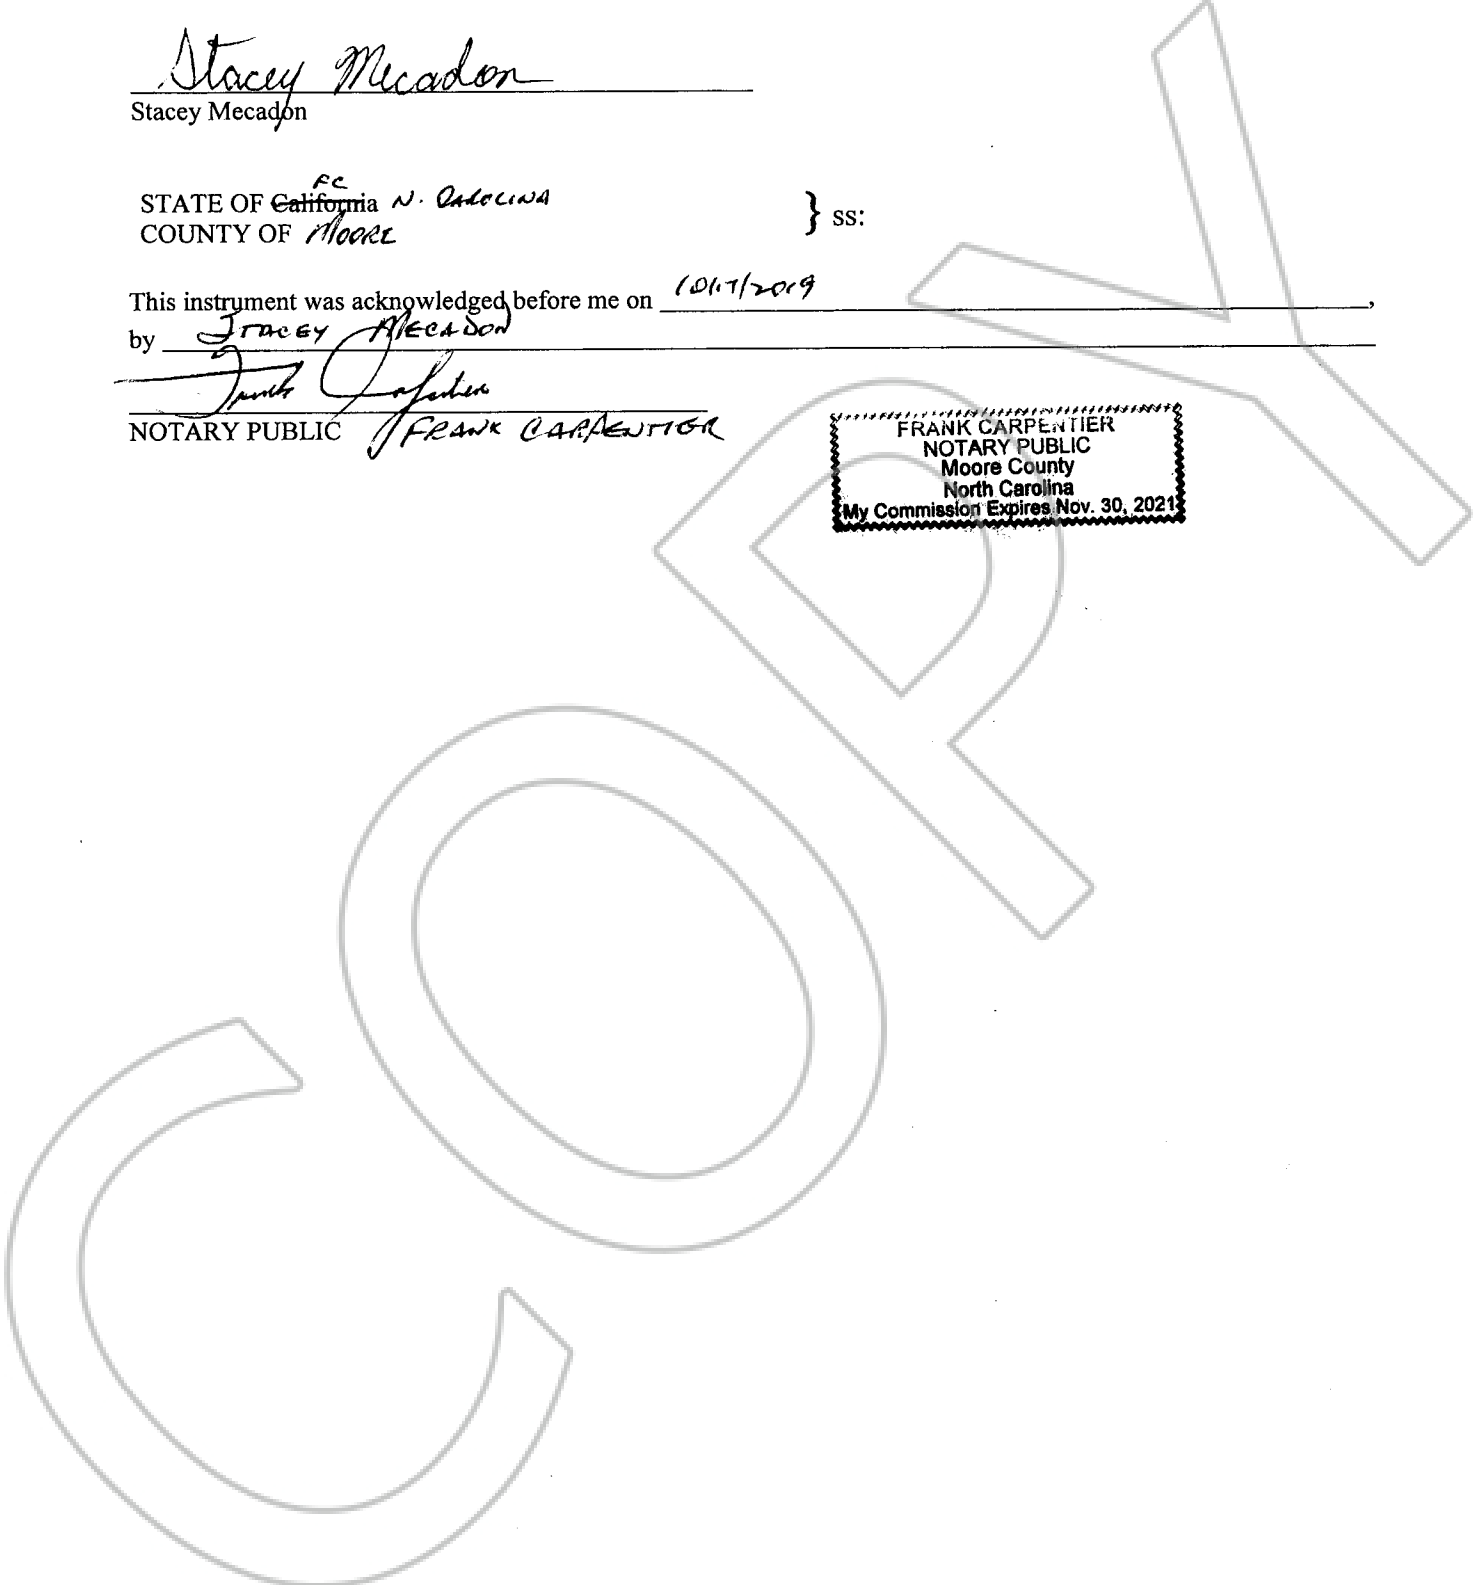 Stacey Mecadon
Stacey Mecadon
FC
STATE OF California N. CAROLINA
COUNTY OF MOORE
} ss:
This instrument was acknowledged before me on 10/17/2019,
by STACEY MECADON
NOTARY PUBLIC FRANK CARPENTIER
FRANK CARPENTIER
NOTARY PUBLIC
Moore County
North Carolina
My Commission Expires Nov. 30, 2021
COPY